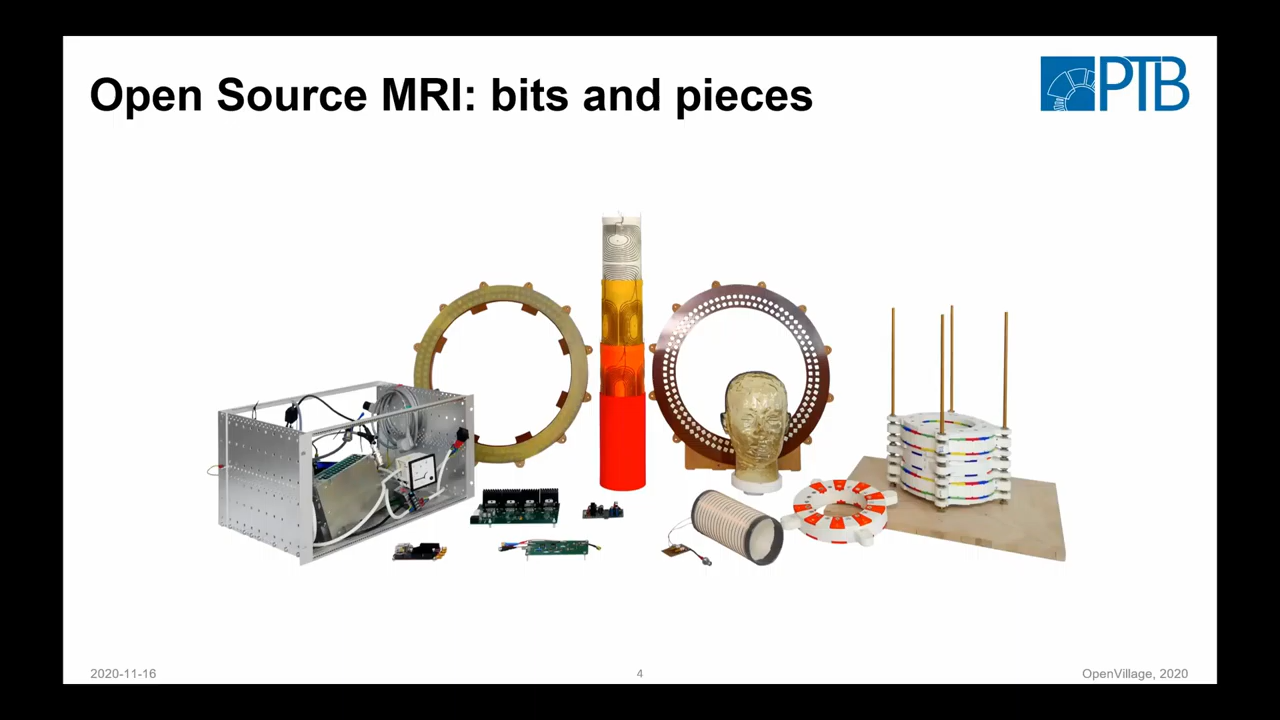 Open Source MRI: bits and pieces
PTB
2020-11-16
4
OpenVillage, 2020